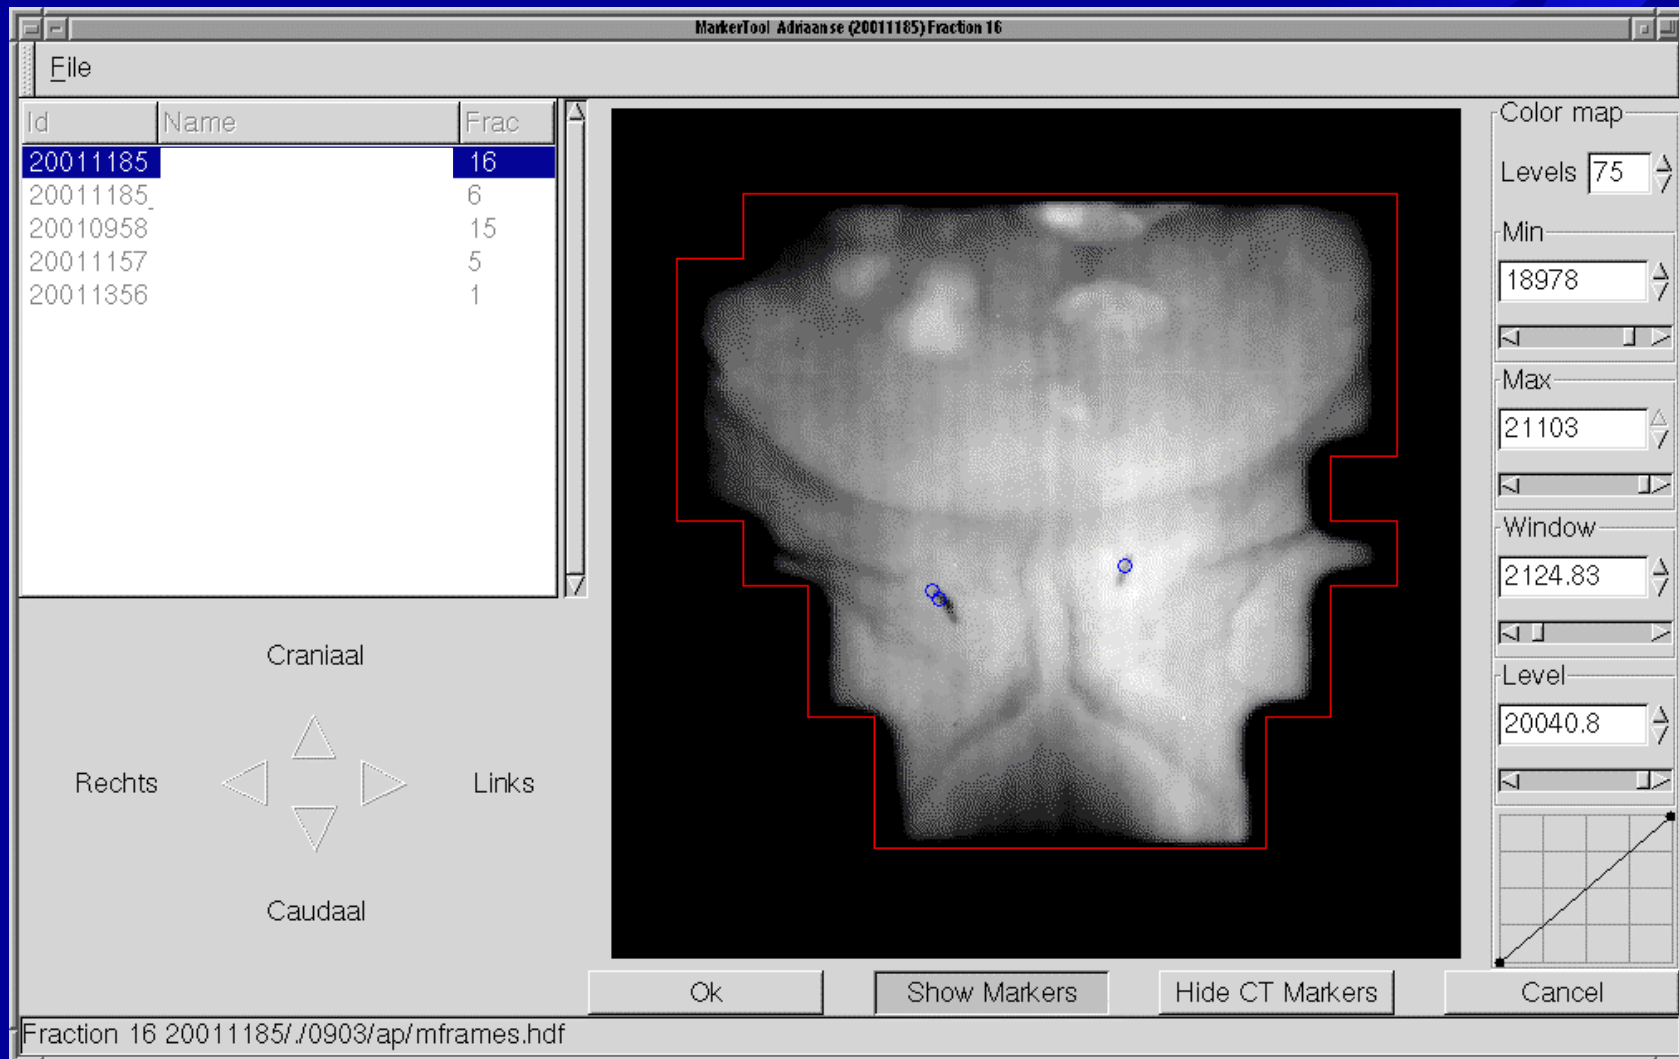 MarkerTool Adriaanse (20011185) Fraction 16
File
Id Name Frac
20011185 16
20011185_ 6
20010958 15
20011157 5
20011356 1
Craniaal
Rechts Links
Caudaal
Color map
Levels 75
Min
18978
Max
21103
Window
2124.83
Level
20040.8
Ok Show Markers Hide CT Markers Cancel
Fraction 16 20011185/./0903/ap/mframes.hdf